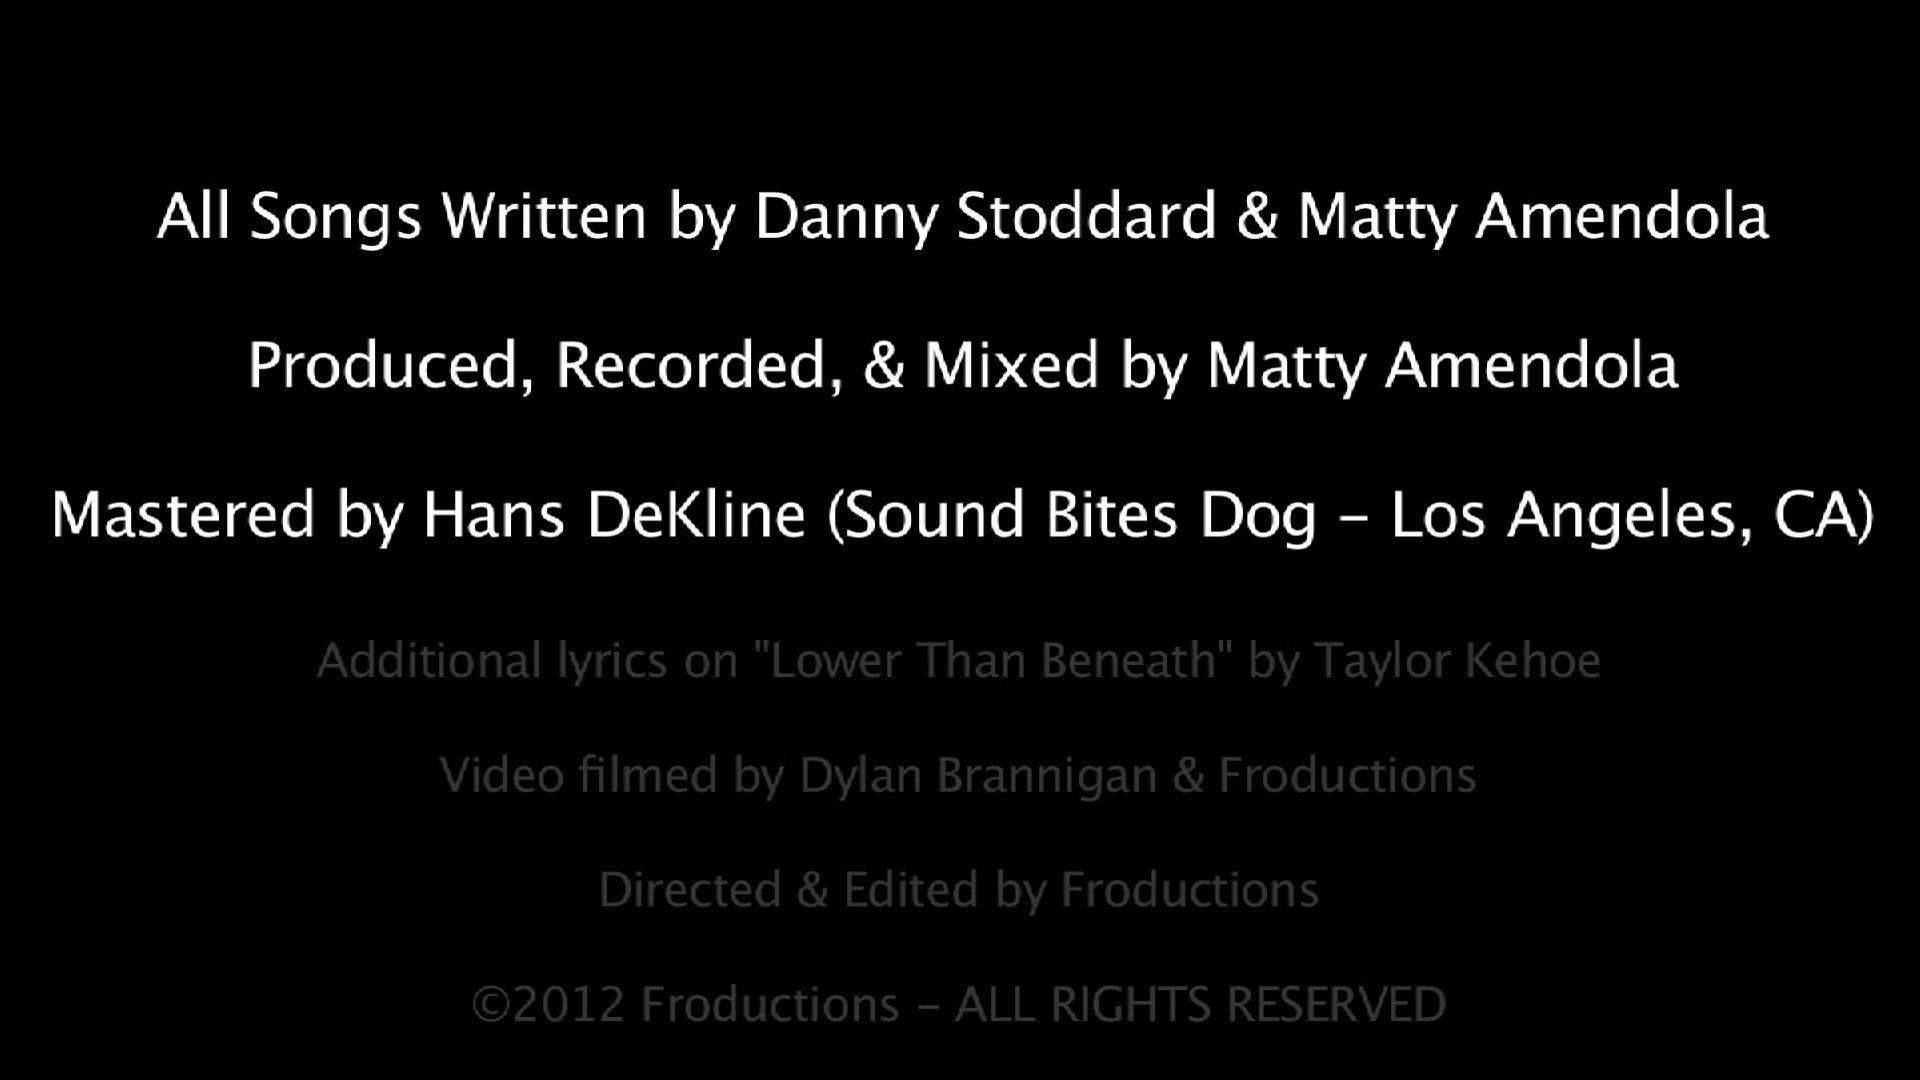 All Songs Written by Danny Stoddard & Matty Amendola
Produced, Recorded, & Mixed by Matty Amendola
Mastered by Hans DeKline (Sound Bites Dog – Los Angeles, CA)
Additional lyrics on "Lower Than Beneath" by Taylor Kehoe
Video filmed by Dylan Brannigan & Froductions
Directed & Edited by Froductions
©2012 Froductions – ALL RIGHTS RESERVED